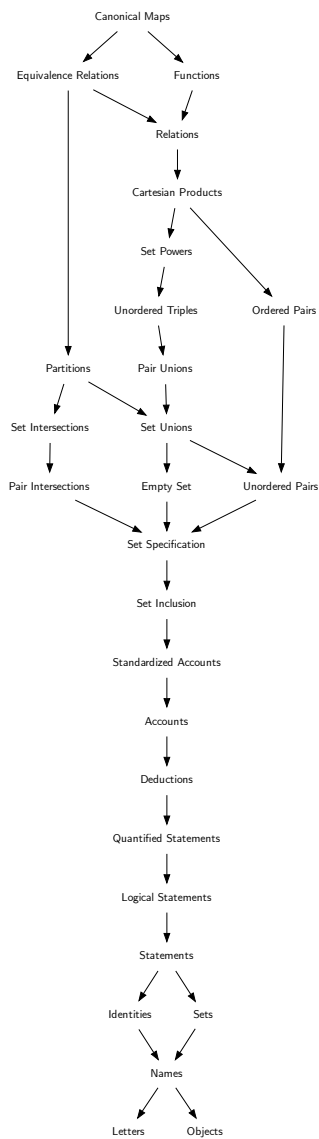 Canonical Maps
Equivalence Relations
Functions
Relations
Cartesian Products
Set Powers
Unordered Triples
Ordered Pairs
Partitions
Pair Unions
Set Intersections
Set Unions
Pair Intersections
Empty Set
Unordered Pairs
Set Specification
Set Inclusion
Standardized Accounts
Accounts
Deductions
Quantified Statements
Logical Statements
Statements
Identities
Sets
Names
Letters
Objects